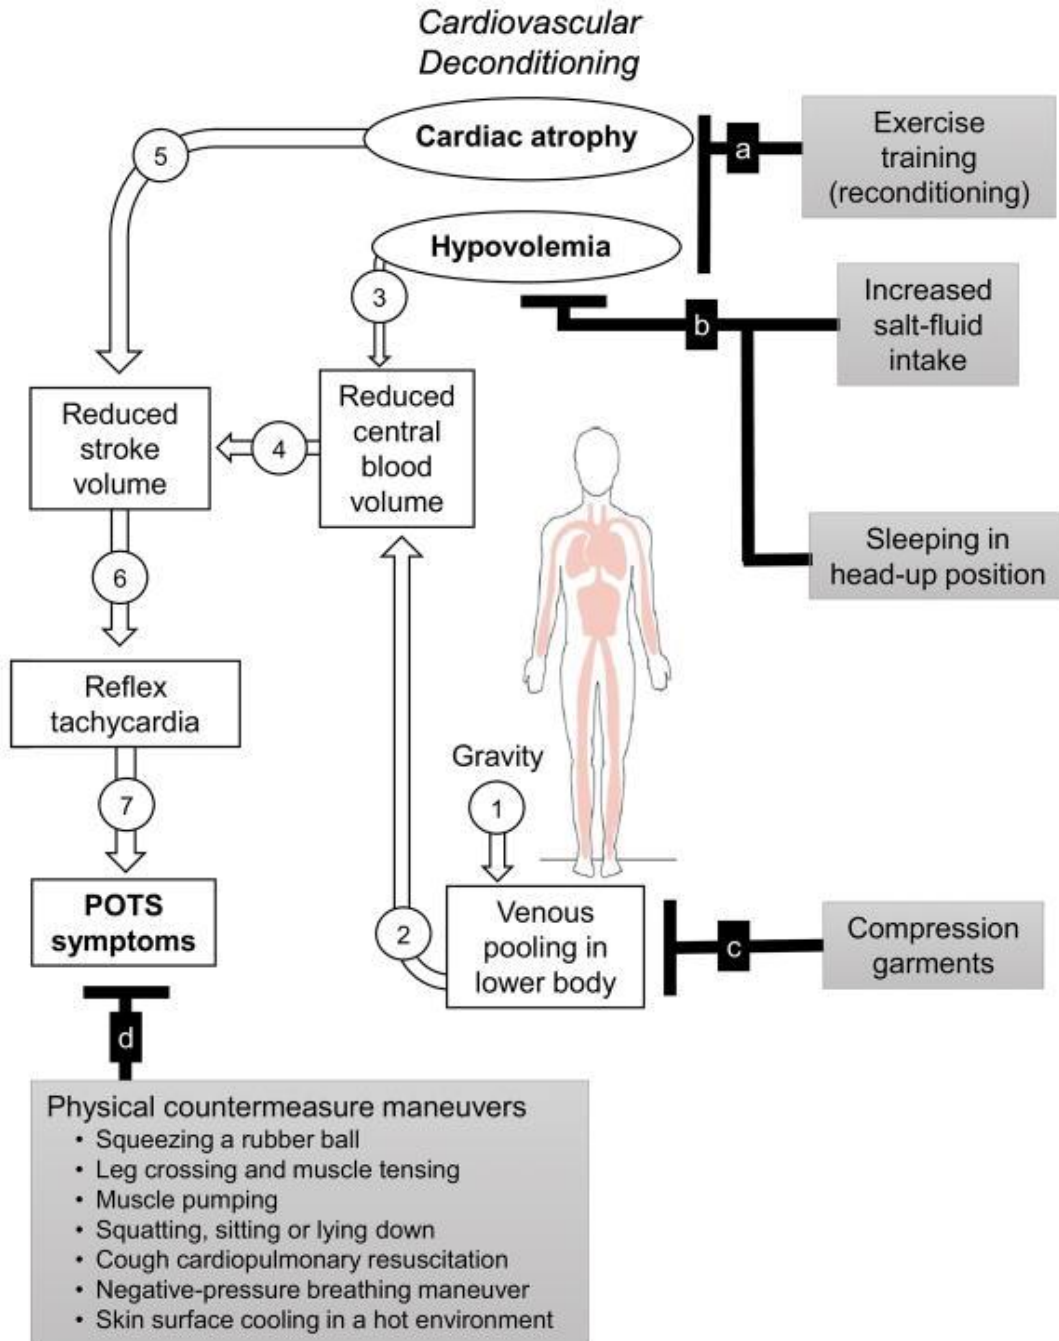 Cardiovascular
Deconditioning
Cardiac atrophy
a
Exercise
training
(reconditioning)
5
Hypovolemia
3
b
Increased
salt-fluid
intake
Reduced
stroke
volume
4
Reduced
central
blood
volume
Sleeping in
head-up position
6
Reflex
tachycardia
Gravity
1
7
POTS
symptoms
2
Venous
pooling in
lower body
c
Compression
garments
d
Physical countermeasure maneuvers
• Squeezing a rubber ball
• Leg crossing and muscle tensing
• Muscle pumping
• Squatting, sitting or lying down
• Cough cardiopulmonary resuscitation
• Negative-pressure breathing maneuver
• Skin surface cooling in a hot environment